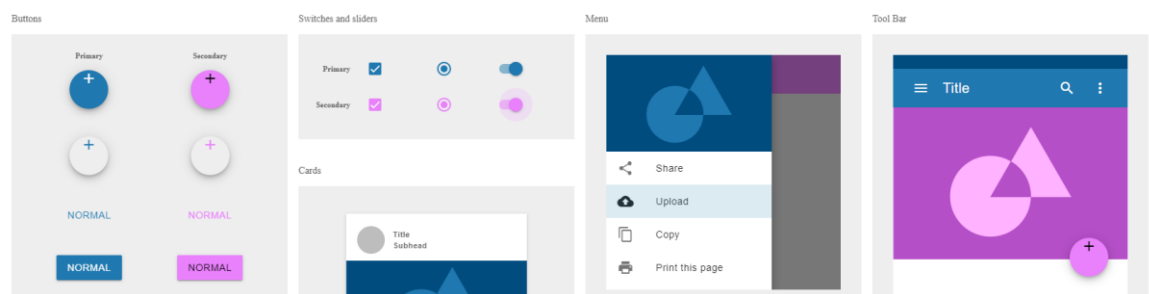 Buttons
Primary
Secondary
NORMAL
NORMAL
NORMAL
NORMAL
Switches and sliders
Primary
Secondary
Cards
Title
Subhead
Menu
Share
Upload
Copy
Print this page
Tool Bar
Title